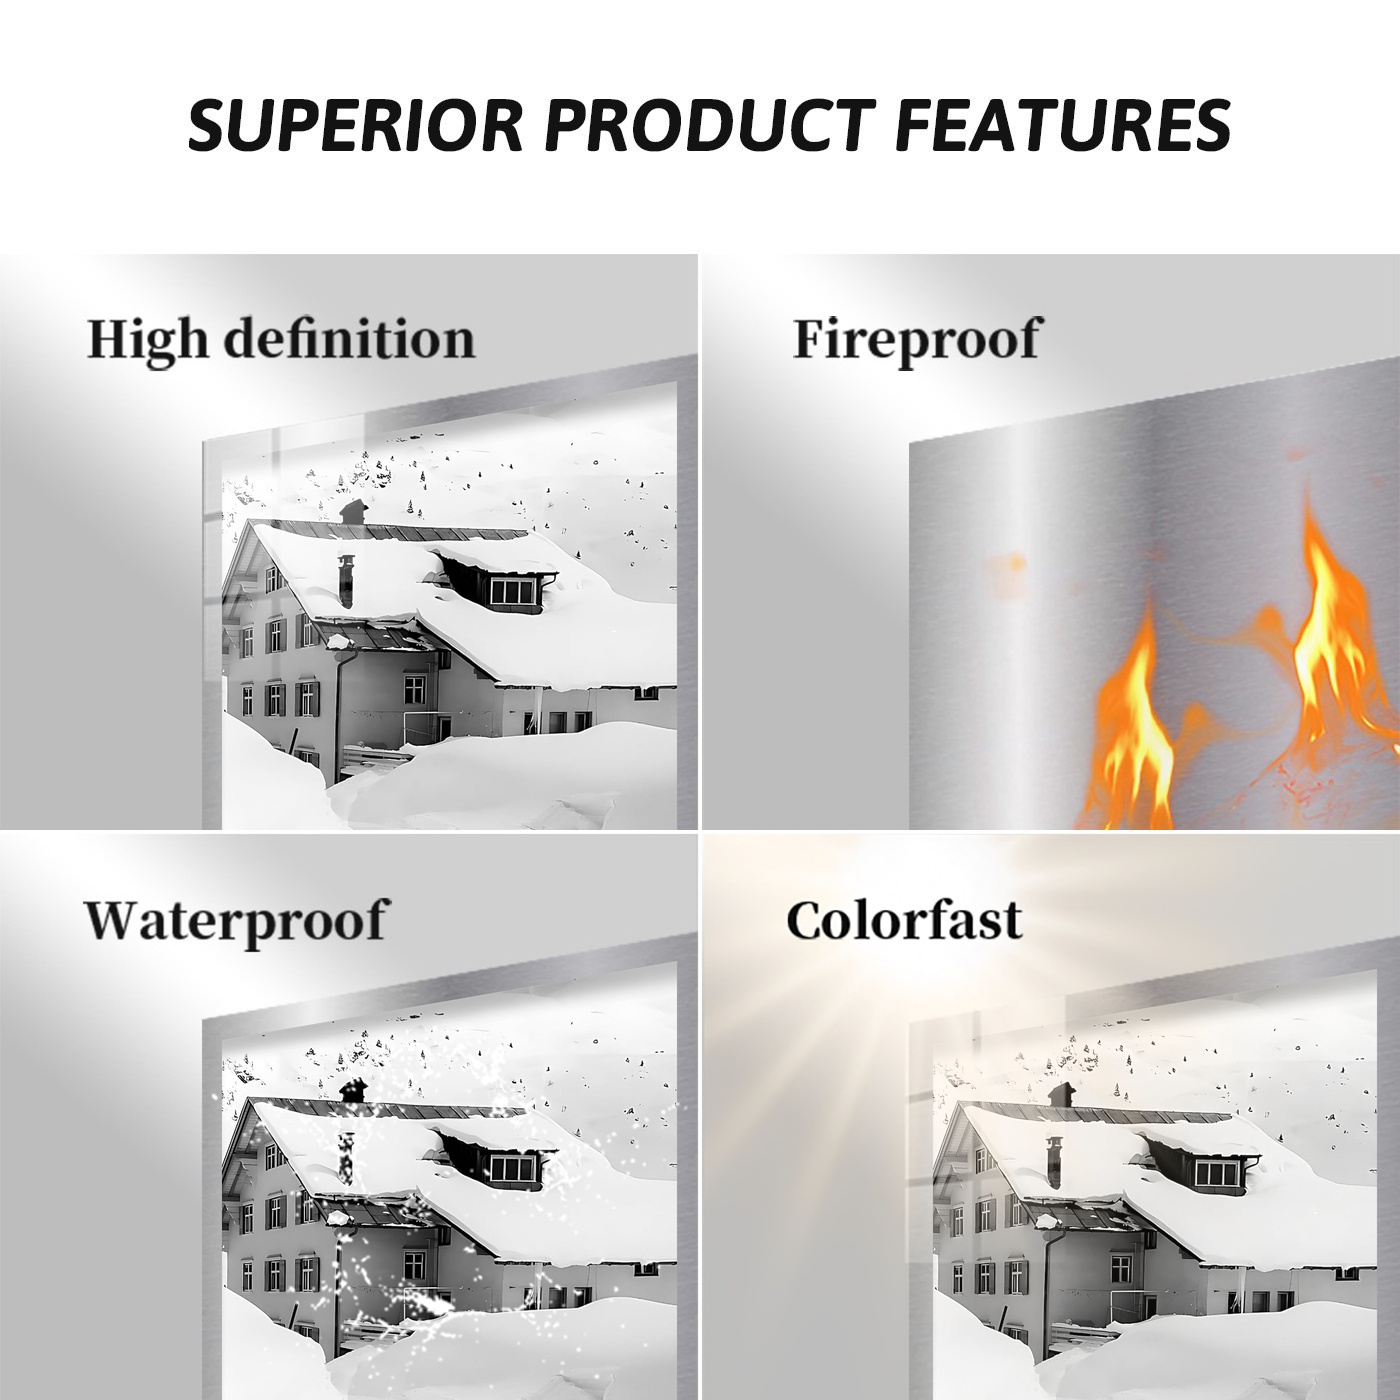 SUPERIOR PRODUCT FEATURES
High definition
Fireproof
Waterproof
Colorfast